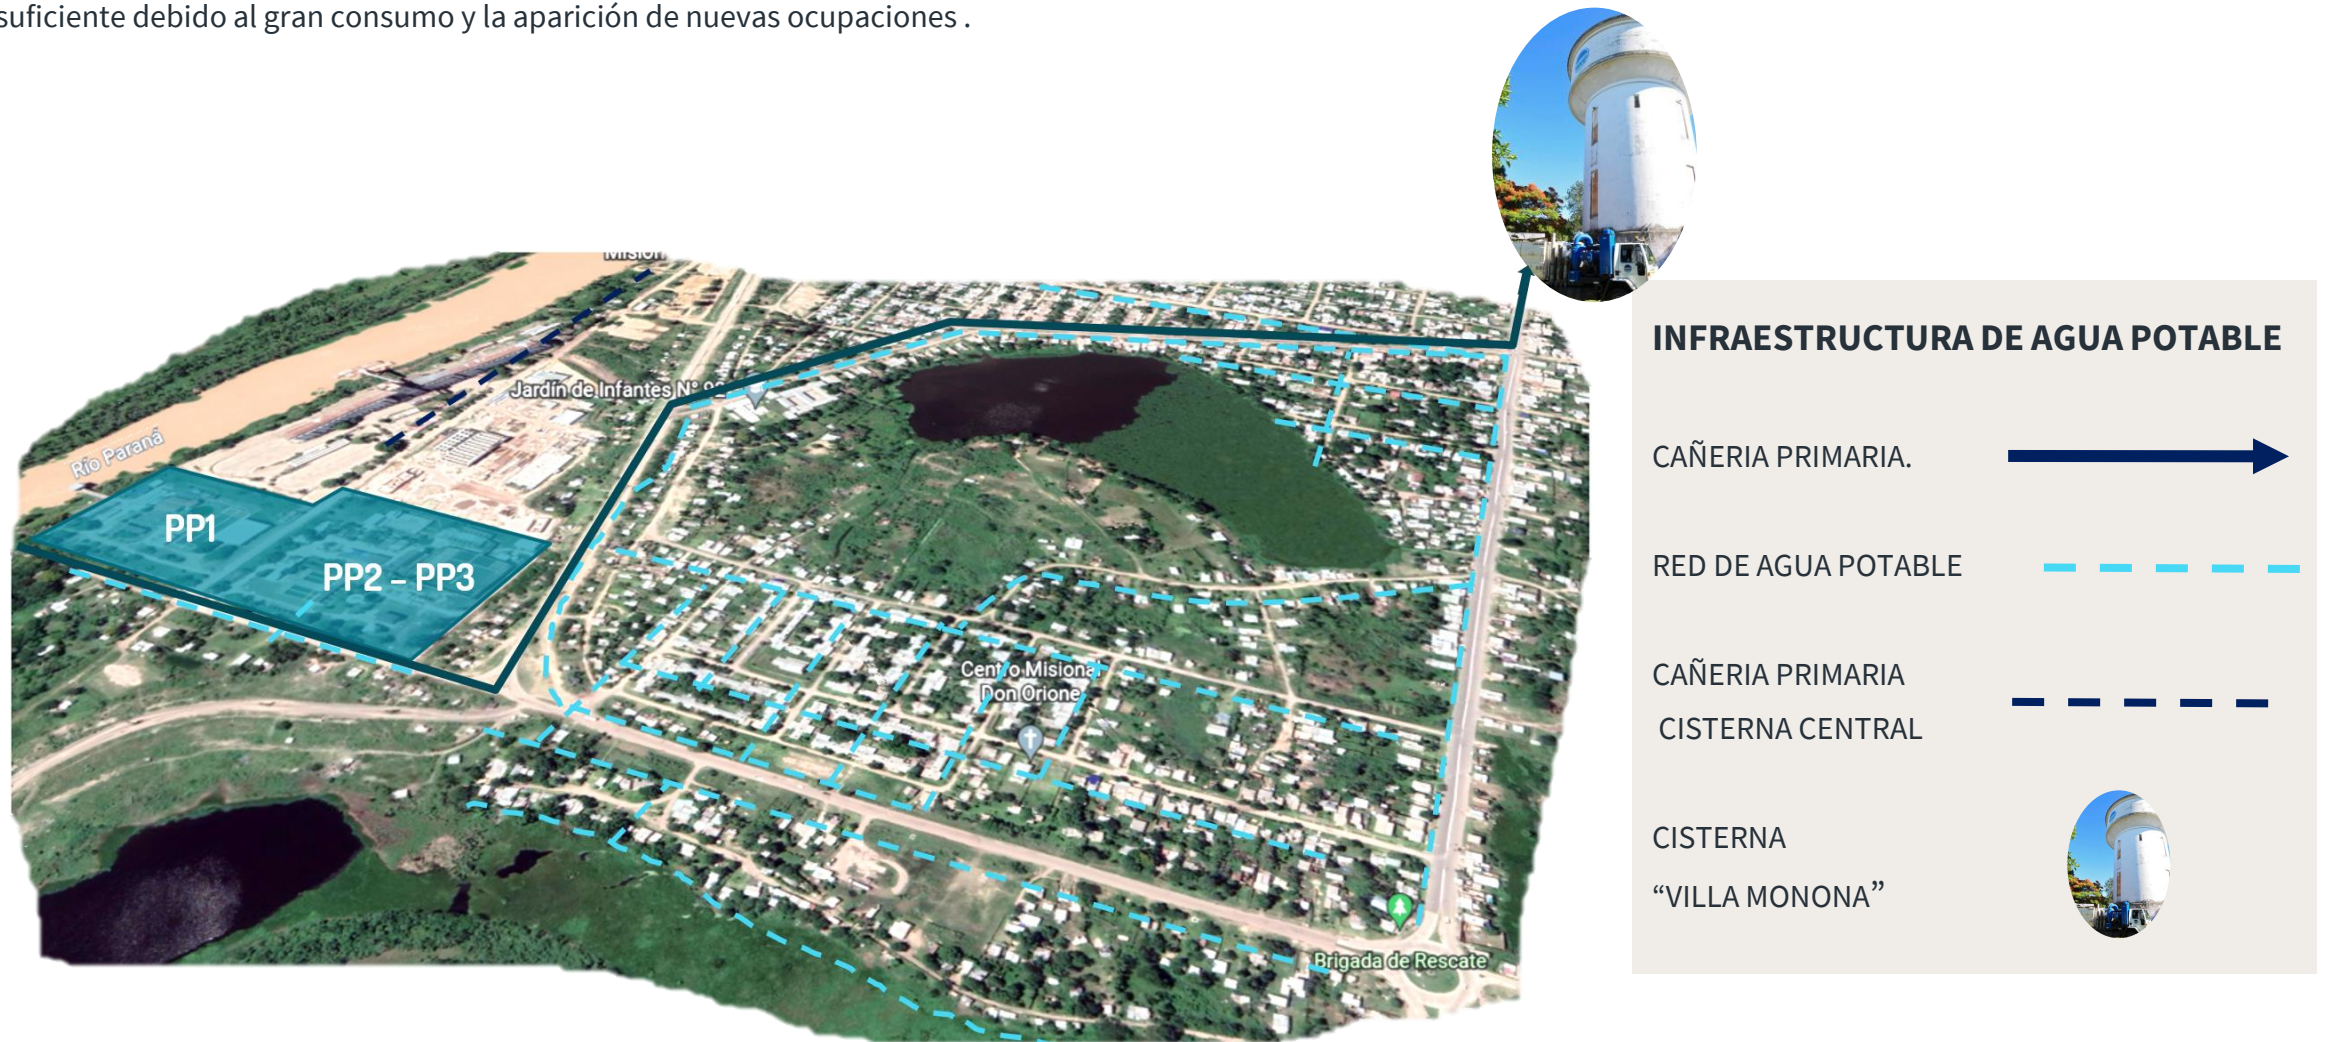 suficiente debido al gran consumo y la aparición de nuevas ocupaciones .
Misión
Jardín de Infantes N° 92
Río Paraná
PP1
PP2 – PP3
Centro Misional
Don Orione
Brigada de Rescate
INFRAESTRUCTURA DE AGUA POTABLE
CAÑERIA PRIMARIA.
RED DE AGUA POTABLE
CAÑERIA PRIMARIA
CISTERNA CENTRAL
CISTERNA
“VILLA MONONA”